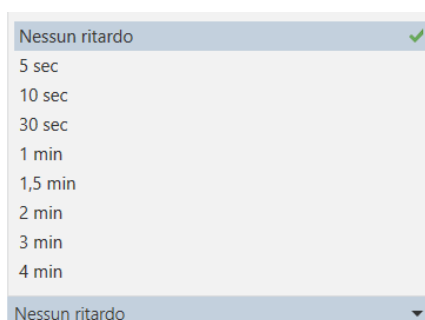 Nessun ritardo
5 sec
10 sec
30 sec
1 min
1,5 min
2 min
3 min
4 min
Nessun ritardo